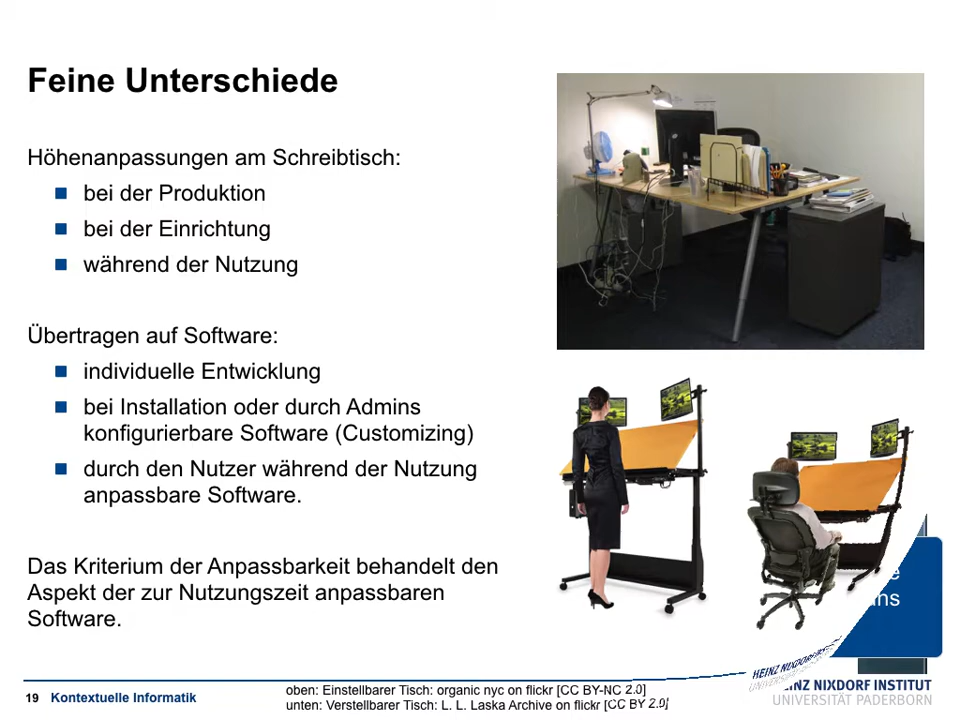 Feine Unterschiede
Höhenanpassungen am Schreibtisch:
bei der Produktion
bei der Einrichtung
während der Nutzung
Übertragen auf Software:
individuelle Entwicklung
bei Installation oder durch Admins
konfigurierbare Software (Customizing)
durch den Nutzer während der Nutzung
anpassbare Software.
Das Kriterium der Anpassbarkeit behandelt den
Aspekt der zur Nutzungszeit anpassbaren
Software.
19 Kontextuelle Informatik
oben: Einstellbarer Tisch: organic nyc on flickr [CC BY-NC 2.0]
unten: Verstellbarer Tisch: L. L. Laska Archive on flickr [CC BY 2.0]
HEINZ
NIXDORF INSTITUT
UNIVERSITÄT PADERBORN